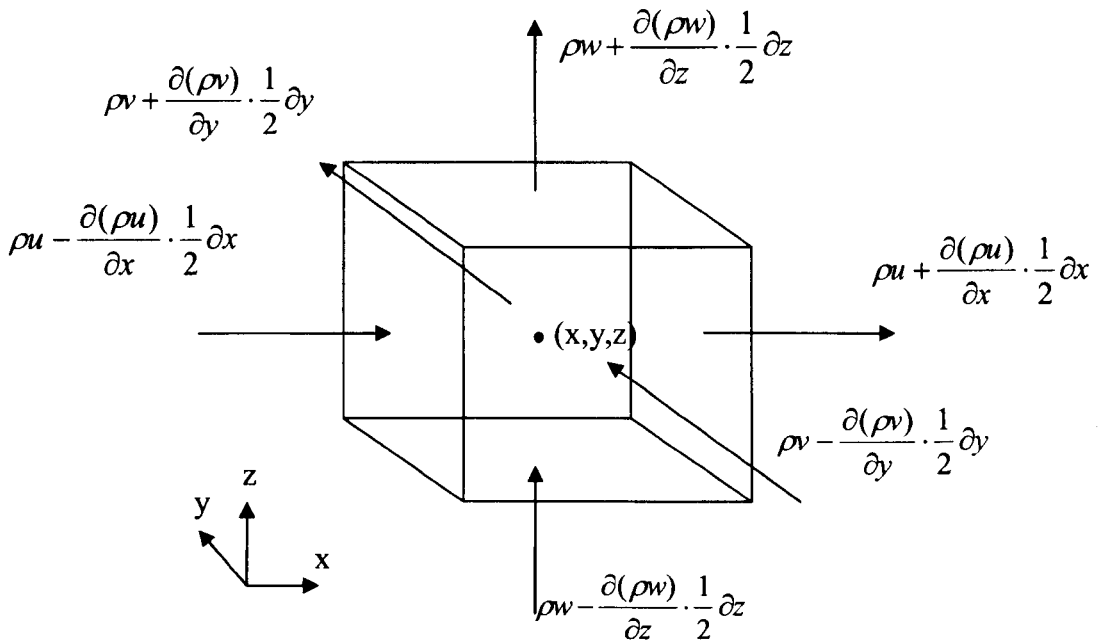 ρw + ∂(ρw)/∂z · 1/2 ∂z
ρv + ∂(ρv)/∂y · 1/2 ∂y
ρu − ∂(ρu)/∂x · 1/2 ∂x
ρu + ∂(ρu)/∂x · 1/2 ∂x
(x,y,z)
ρv − ∂(ρv)/∂y · 1/2 ∂y
z
y
x
ρw − ∂(ρw)/∂z · 1/2 ∂z